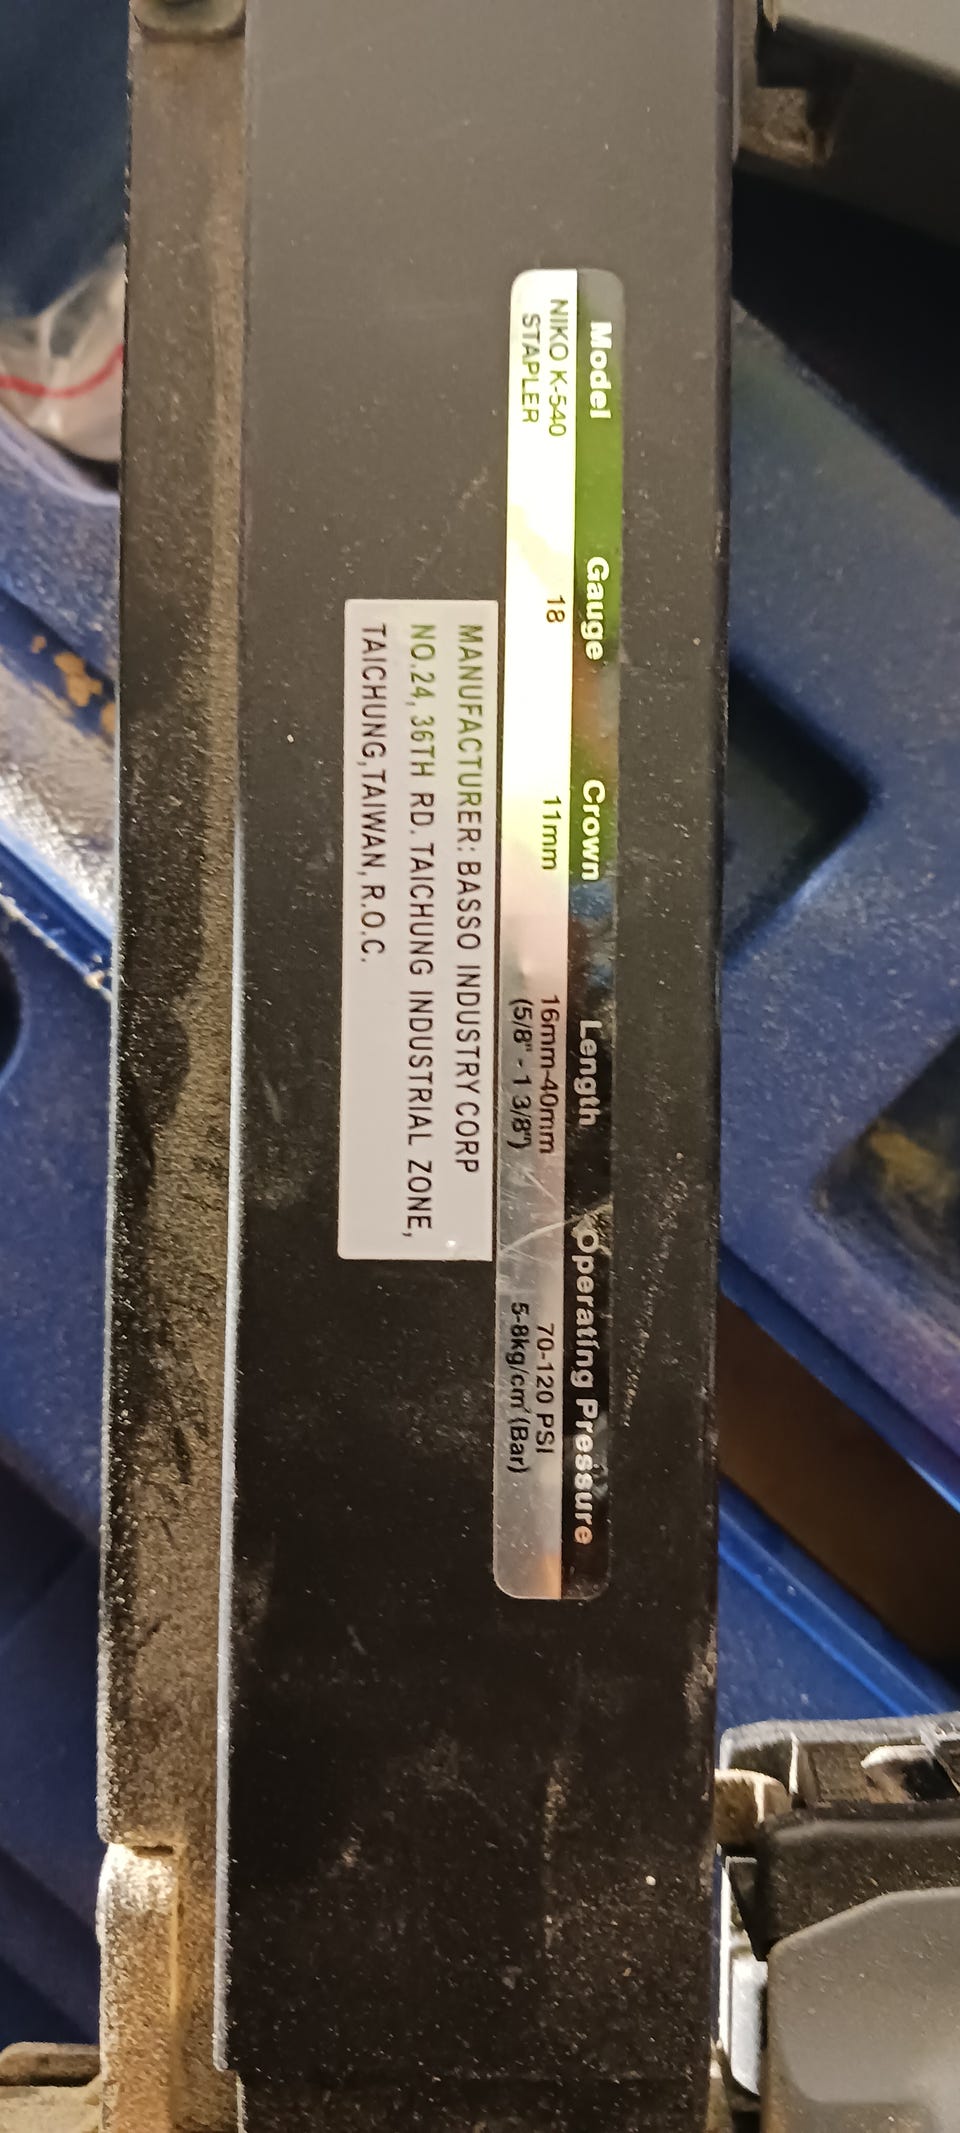 Model Gauge Crown Length Operating Pressure
NIKO K-540 18 11mm 16mm-40mm 70-120 PSI
STAPLER (5/8" - 1 3/8") 5-8kg/cm² (Bar)
MANUFACTURER: BASSO INDUSTRY CORP
NO.24, 36TH RD. TAICHUNG INDUSTRIAL ZONE,
TAICHUNG,TAIWAN, R.O.C.